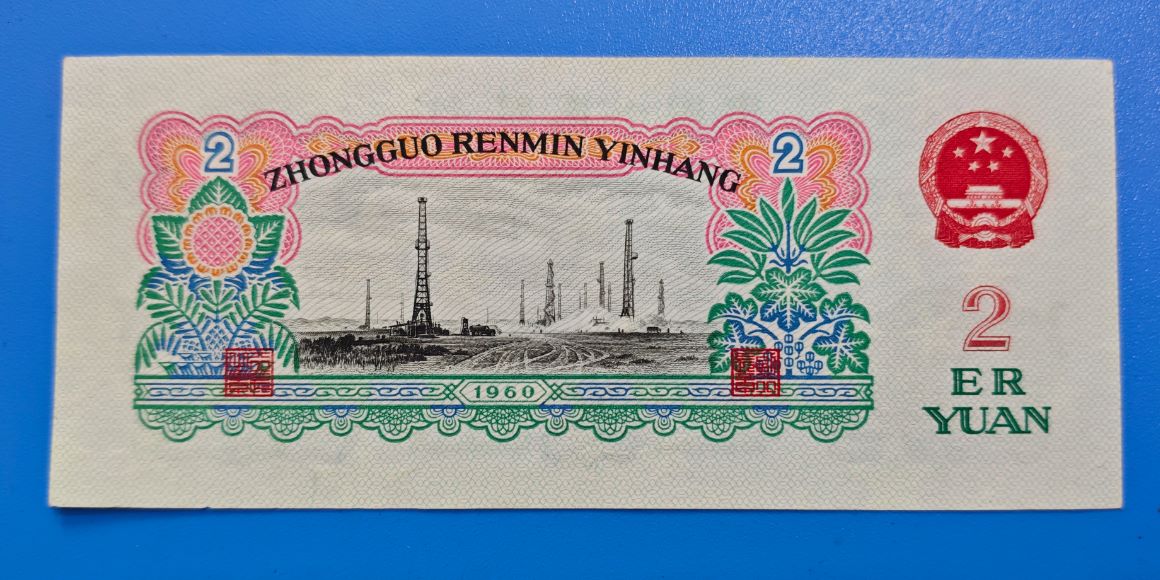 2
2
ZHONGGUO RENMIN YINHANG
1960
2
ER
YUAN